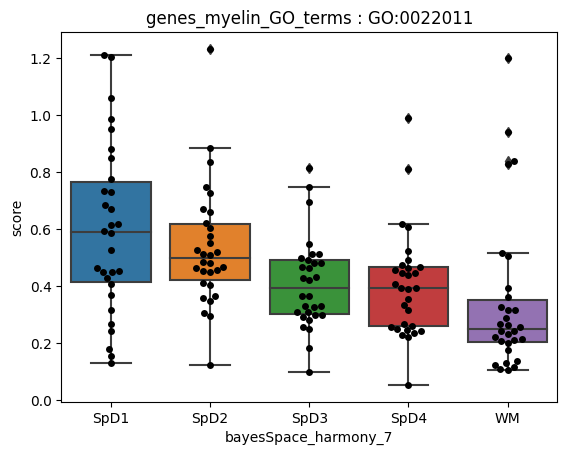 genes_myelin_GO_terms : GO:0022011
score
1.2
1.0
0.8
0.6
0.4
0.2
0.0
SpD1 SpD2 SpD3 SpD4 WM
bayesSpace_harmony_7